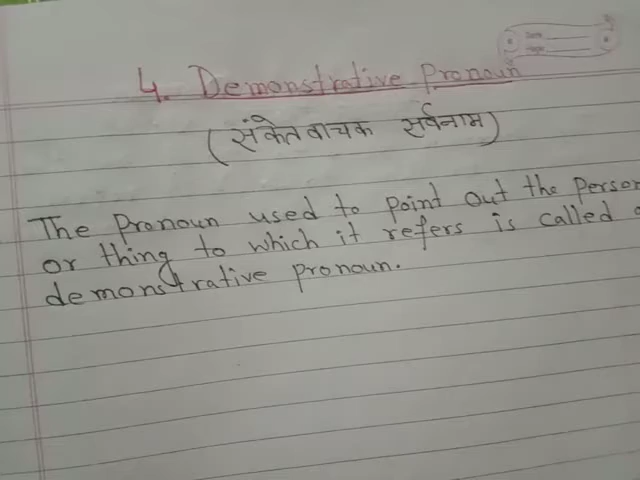 4. Demonstrative Pronoun
(संकेतवाचक सर्वनाम)
The Pronoun used to point out the person
or thing to which it refers is called a
demonstrative pronoun.